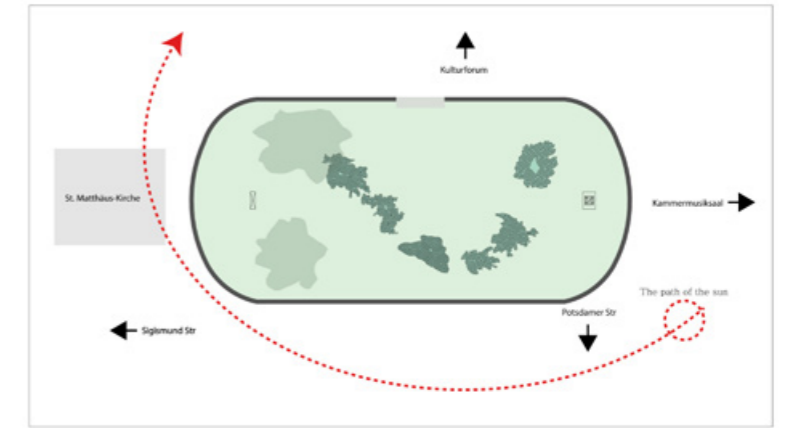 Kulturforum
St. Matthäus-Kirche
Kammermusiksaal
The path of the sun
Potsdamer Str
Sigismund Str